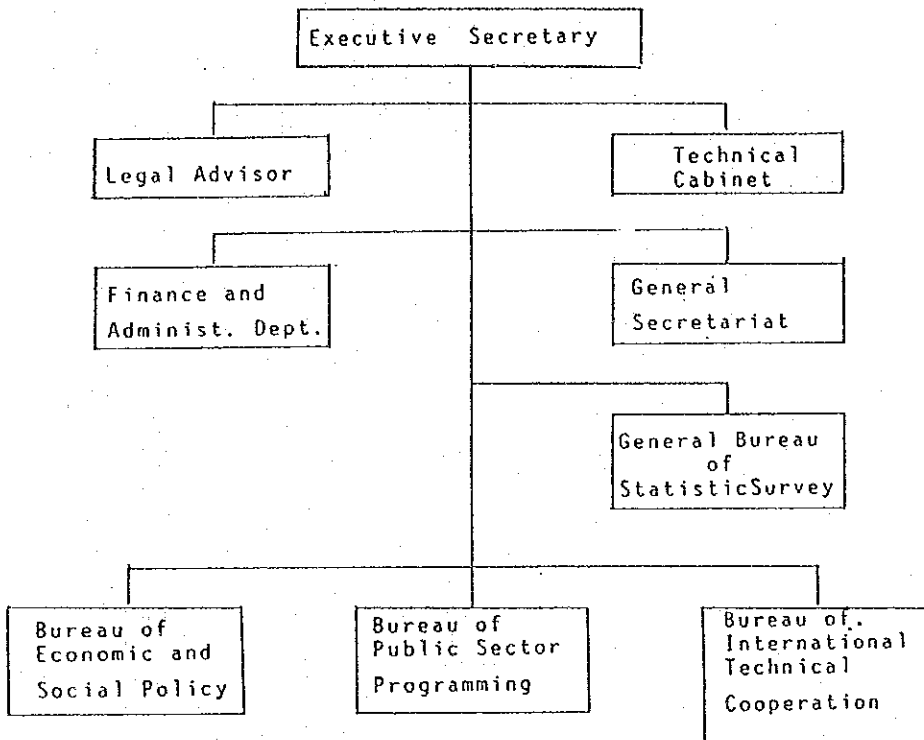 Executive Secretary
Legal Advisor
Technical
Cabinet
Finance and
Administ. Dept.
General
Secretariat
General Bureau
of
StatisticSurvey
Bureau of
Economic and
Social Policy
Bureau of
Public Sector
Programming
Bureau of.
International
Technical
Cooperation